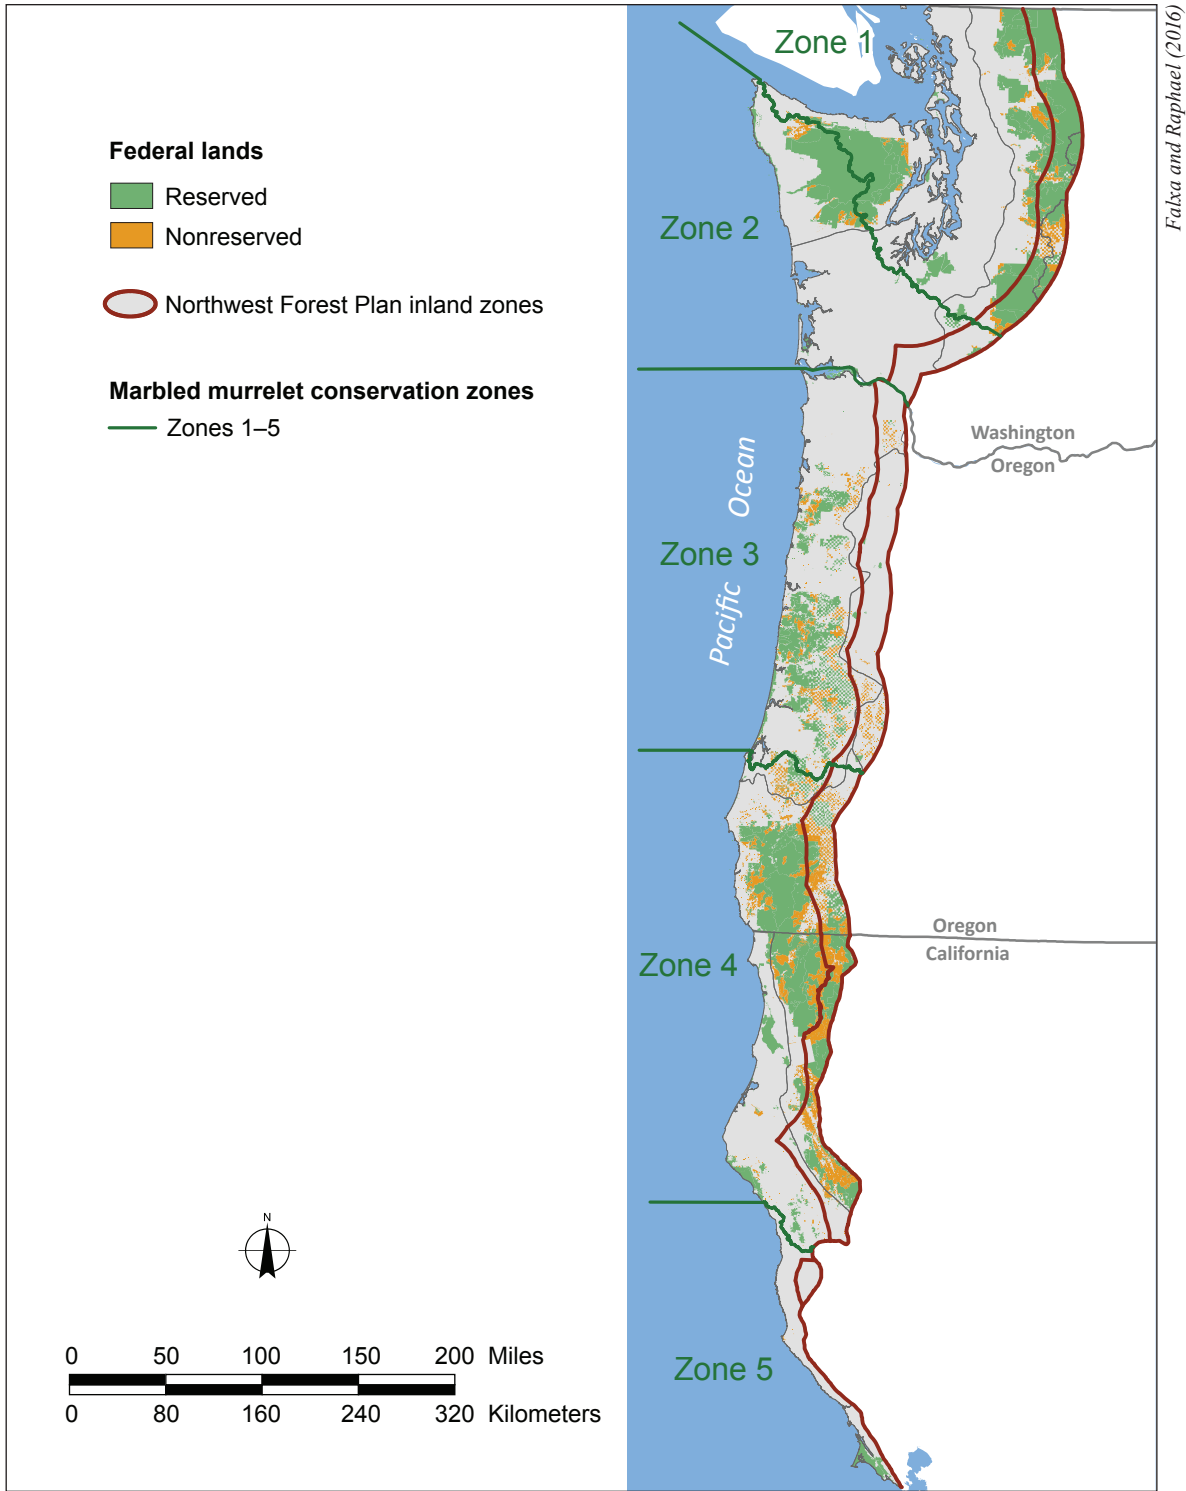 Zone 1
Falxa and Raphael (2016)
Federal lands
Reserved
Nonreserved
Northwest Forest Plan inland zones
Marbled murrelet conservation zones
Zones 1–5
Zone 2
Washington
Oregon
Pacific Ocean
Zone 3
Oregon
California
Zone 4
N
Zone 5
0 50 100 150 200 Miles
0 80 160 240 320 Kilometers